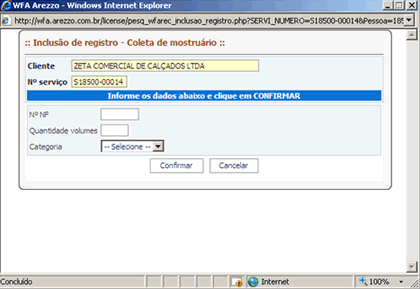 WFA Arezzo - Windows Internet Explorer
http://wfa.arezzo.com.br/license/pesq_wfarec_inclusao_registro.php?SERVI_NUMERO=S18500-00014&Pessoa=185
:: Inclusão de registro - Coleta de mostruário ::
Cliente ZETA COMERCIAL DE CALÇADOS LTDA
Nº serviço S18500-00014
Informe os dados abaixo e clique em CONFIRMAR
Nº NF
Quantidade volumes
Categoria -- Selecione --
Confirmar Cancelar
Concluído Internet 100%